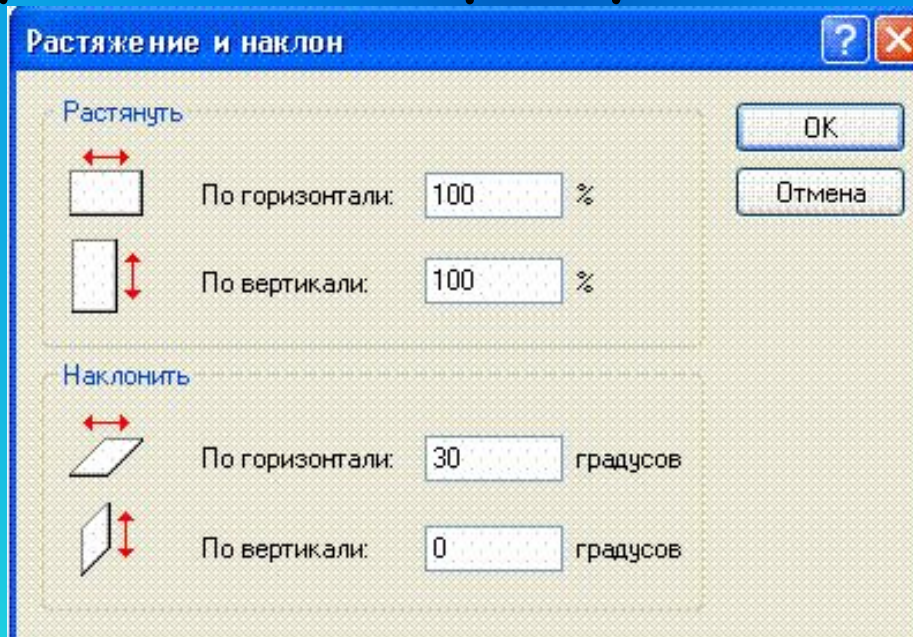 Растяжение и наклон
Растянуть
По горизонтали: 100 %
По вертикали: 100 %
Наклонить
По горизонтали: 30 градусов
По вертикали: 0 градусов
OK
Отмена